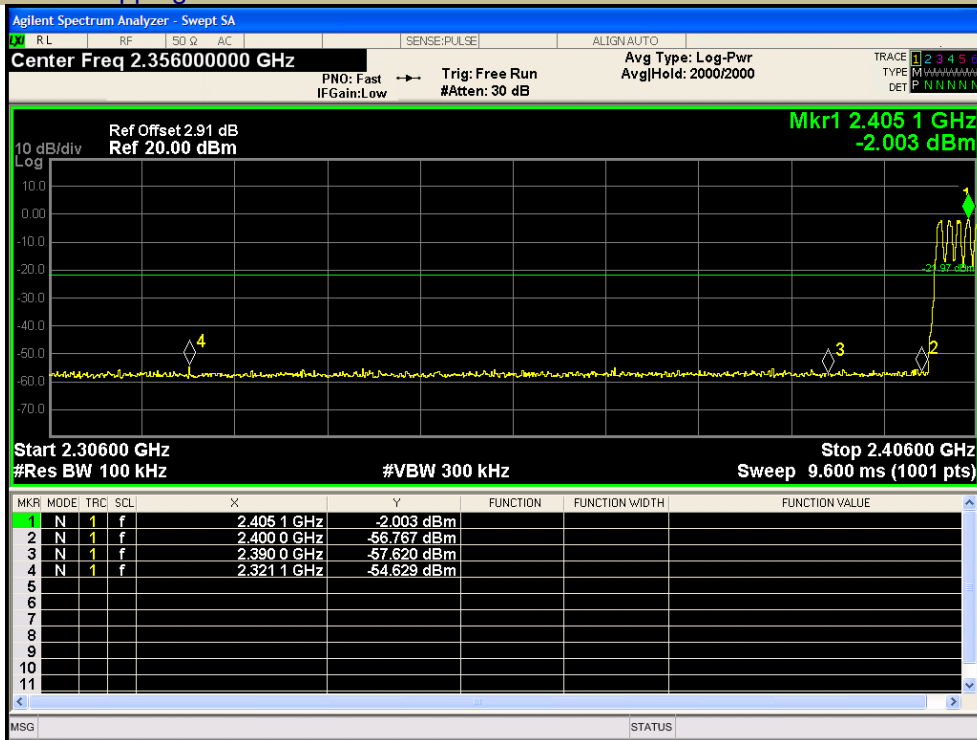 Agilent Spectrum Analyzer - Swept SA
LXI RL RF 50 Ω AC SENSE:PULSE ALIGN AUTO
Center Freq 2.356000000 GHz
PNO: Fast
IFGain:Low
Trig: Free Run
#Atten: 30 dB
Avg Type: Log-Pwr
Avg|Hold: 2000/2000
TRACE 1 2 3 4 5 6
TYPE M
DET P N N N N N
Mkr1 2.405 1 GHz
-2.003 dBm
Ref Offset 2.91 dB
10 dB/div Ref 20.00 dBm
Log
10.0
0.00
-10.0
-20.0
-30.0
-40.0
-50.0
-60.0
-70.0
1
-21.97 dBm
4
3
2
Start 2.30600 GHz Stop 2.40600 GHz
#Res BW 100 kHz #VBW 300 kHz Sweep 9.600 ms (1001 pts)
MKR MODE TRC SCL X Y FUNCTION FUNCTION WIDTH FUNCTION VALUE
1 N 1 f 2.405 1 GHz -2.003 dBm
2 N 1 f 2.400 0 GHz -56.767 dBm
3 N 1 f 2.390 0 GHz -57.620 dBm
4 N 1 f 2.321 1 GHz -54.629 dBm
5
6
7
8
9
10
11
MSG STATUS